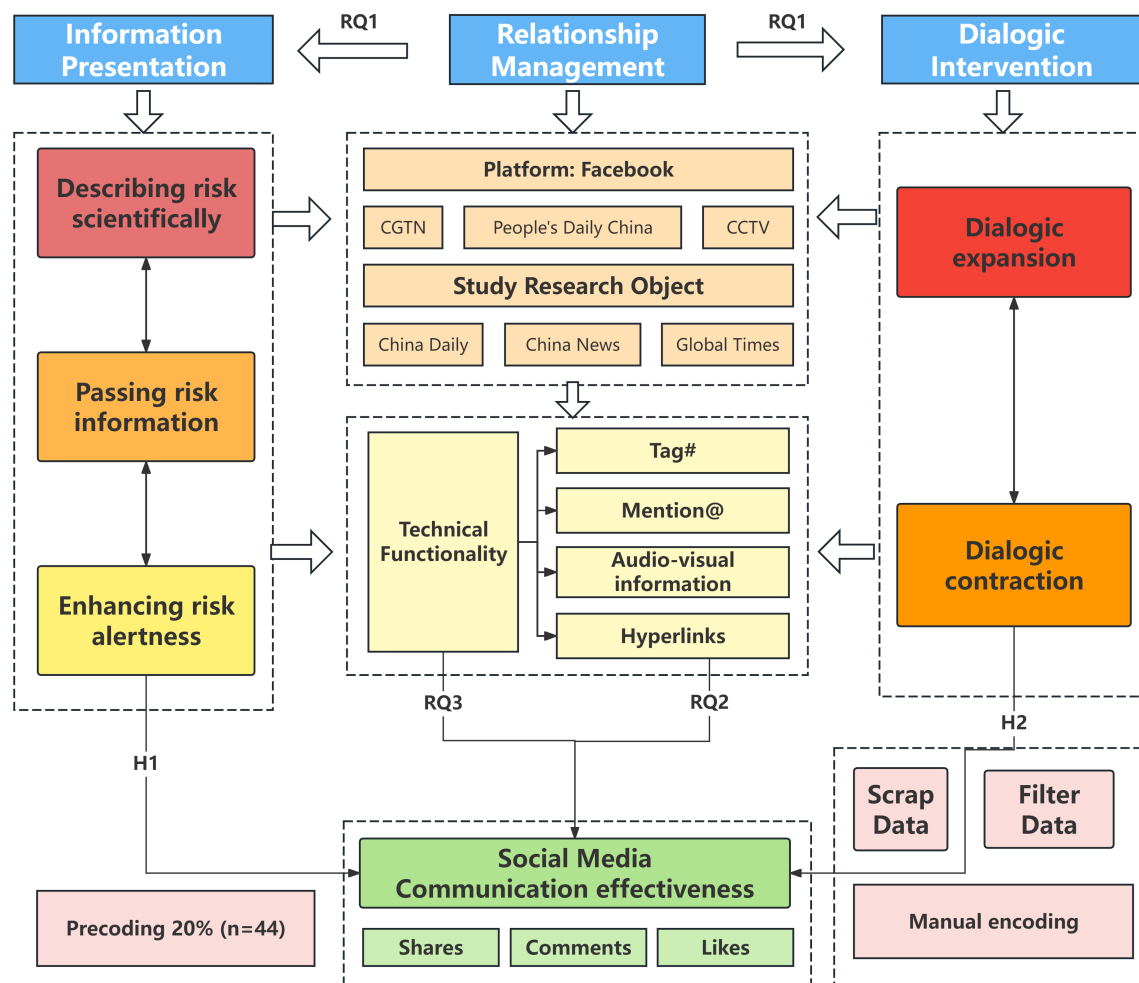 Information
Presentation
RQ1
Relationship
Management
RQ1
Dialogic
Intervention
Describing risk
scientifically
Passing risk
information
Enhancing risk
alertness
Platform: Facebook
CGTN
People's Daily China
CCTV
Study Research Object
China Daily
China News
Global Times
Technical
Functionality
Tag#
Mention@
Audio-visual
information
Hyperlinks
Dialogic
expansion
Dialogic
contraction
RQ3
RQ2
H1
H2
Scrap
Data
Filter
Data
Manual encoding
Social Media
Communication effectiveness
Shares
Comments
Likes
Precoding 20% (n=44)